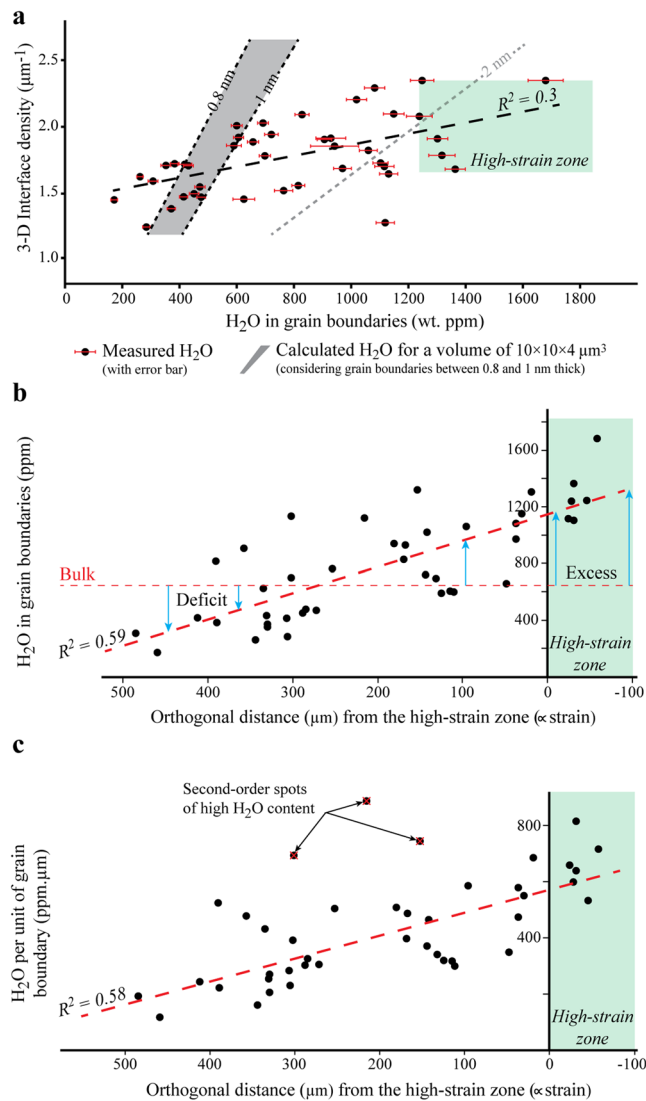 a
3-D Interface density (µm-1)
2.5
2.0
1.5
1.0
0.8 nm
1 nm
2 nm
R2 = 0.3
High-strain zone
0
200
400
600
800
1000
1200
1400
1600
1800
H2O in grain boundaries (wt. ppm)
Measured H2O
(with error bar)
Calculated H2O for a volume of 10×10×4 µm3
(considering grain boundaries between 0.8 and 1 nm thick)
b
H2O in grain boundaries (ppm)
1600
1200
800
400
Bulk
Deficit
Excess
R2 = 0.59
High-strain
zone
500
400
300
200
100
0
-100
Orthogonal distance (µm) from the high-strain zone (∝strain)
c
Second-order spots
of high H2O content
H2O per unit of grain
boundary (ppm.µm)
800
400
R2 = 0.58
High-strain
zone
500
400
300
200
100
0
-100
Orthogonal distance (µm) from the high-strain zone (∝strain)